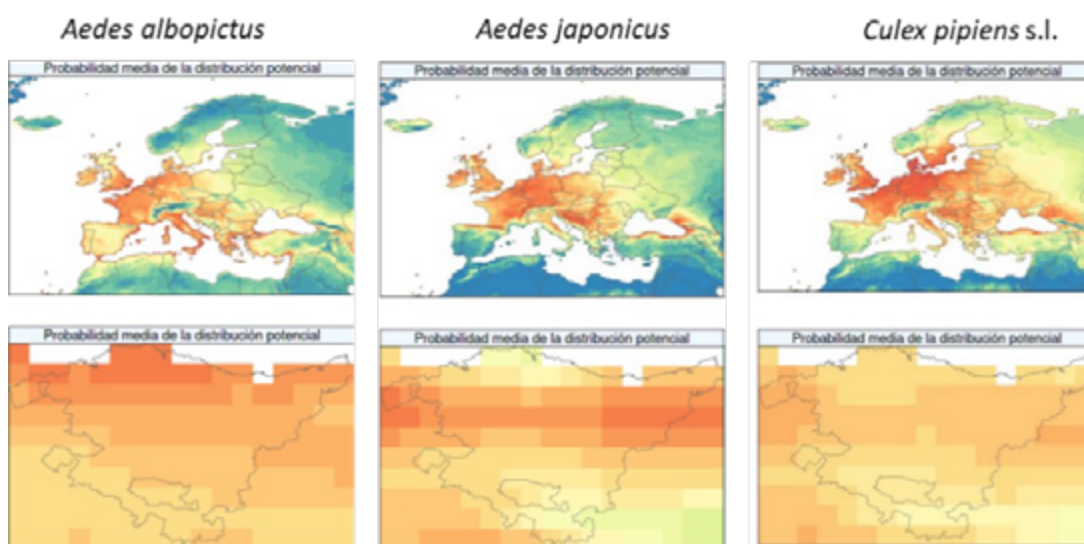 Aedes albopictus
Aedes japonicus
Culex pipiens s.l.
Probabilidad media de la distribución potencial
Probabilidad media de la distribución potencial
Probabilidad media de la distribución potencial
Probabilidad media de la distribución potencial
Probabilidad media de la distribución potencial
Probabilidad media de la distribución potencial